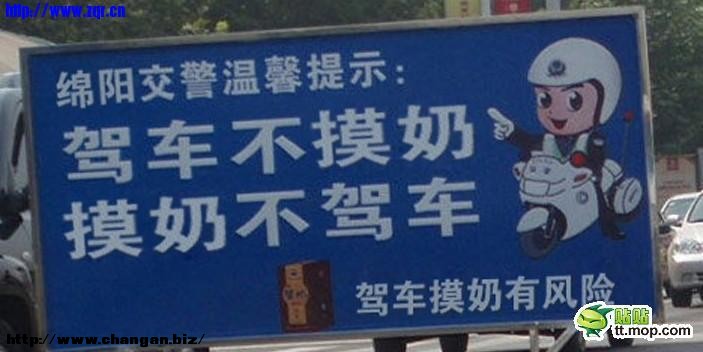 http://www.zqr.cn
绵阳交警温馨提示:
驾车不摸奶
摸奶不驾车
驾车摸奶有风险
http://www.changan.biz/
贴贴
tt.mop.com